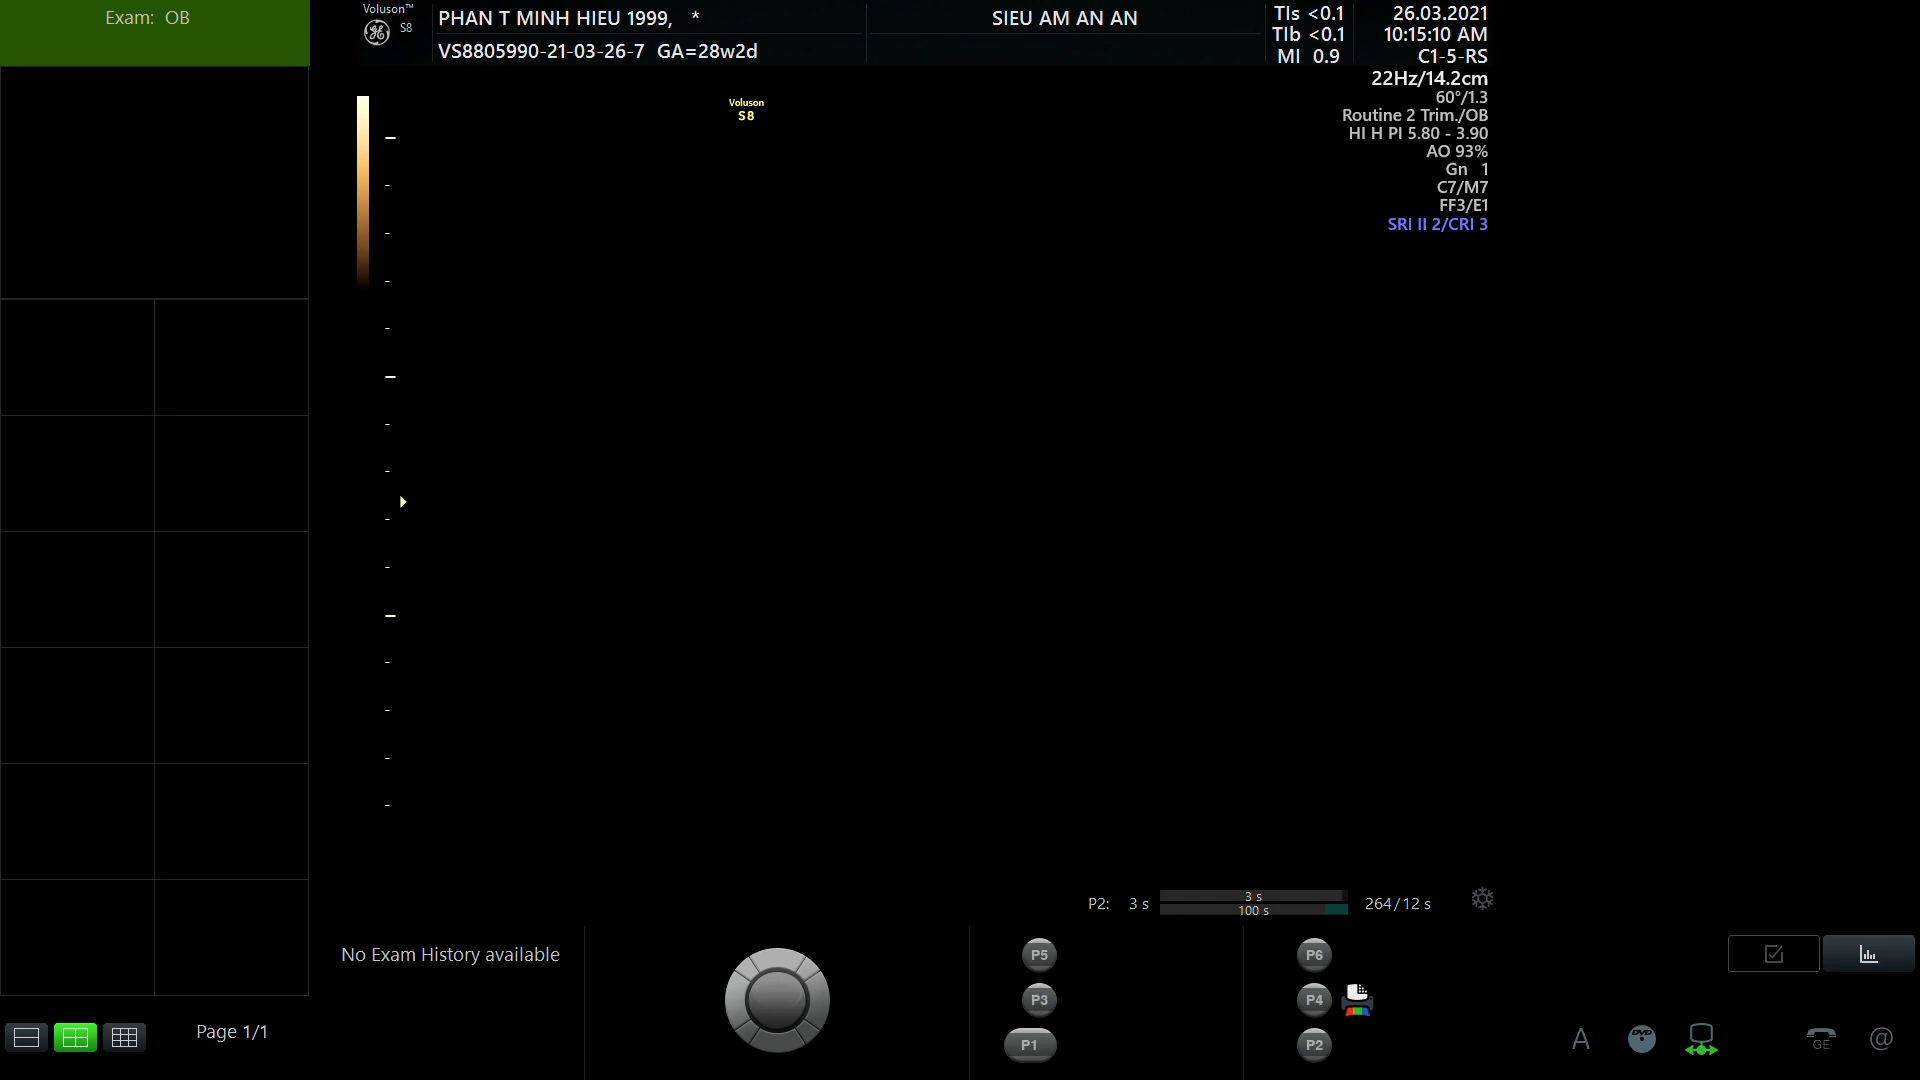 Exam: OB
Voluson™
S8
PHAN T MINH HIEU 1999, *
VS8805990-21-03-26-7 GA=28w2d
SIEU AM AN AN
TIs <0.1
TIb <0.1
MI 0.9
26.03.2021
10:15:10 AM
C1-5-RS
22Hz/14.2cm
60°/1.3
Routine 2 Trim./OB
HI H PI 5.80 - 3.90
AO 93%
Gn 1
C7/M7
FF3/E1
SRI II 2/CRI 3
Voluson
S8
P2: 3 s
3 s
100 s
264/12 s
No Exam History available
P5
P3
P1
P6
P4
P2
Page 1/1
A
DVD
GE
@